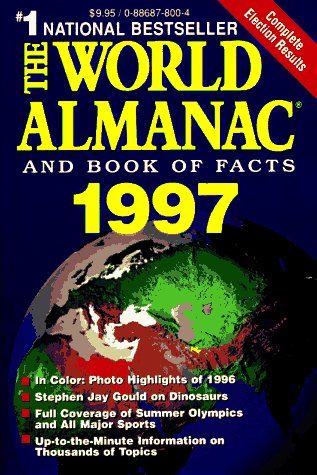 $9.95 / 0-88687-800-4
#1 NATIONAL BESTSELLER
Complete
Election Results
THE WORLD
ALMANAC®
AND BOOK OF FACTS
1997
In Color: Photo Highlights of 1996
Stephen Jay Gould on Dinosaurs
Full Coverage of Summer Olympics
and All Major Sports
Up-to-the-Minute Information on
Thousands of Topics